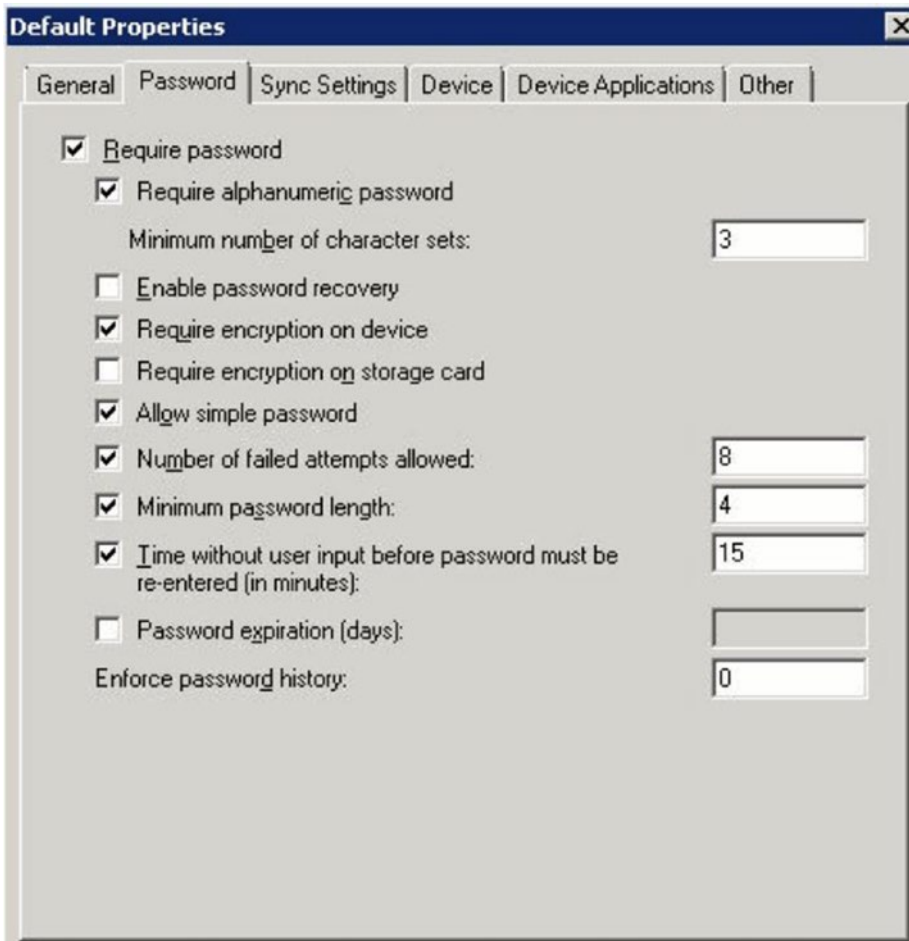 Default Properties
General Password Sync Settings Device Device Applications Other
Require password
Require alphanumeric password
Minimum number of character sets: 3
Enable password recovery
Require encryption on device
Require encryption on storage card
Allow simple password
Number of failed attempts allowed: 8
Minimum password length: 4
Time without user input before password must be 15
re-entered (in minutes):
Password expiration (days):
Enforce password history: 0